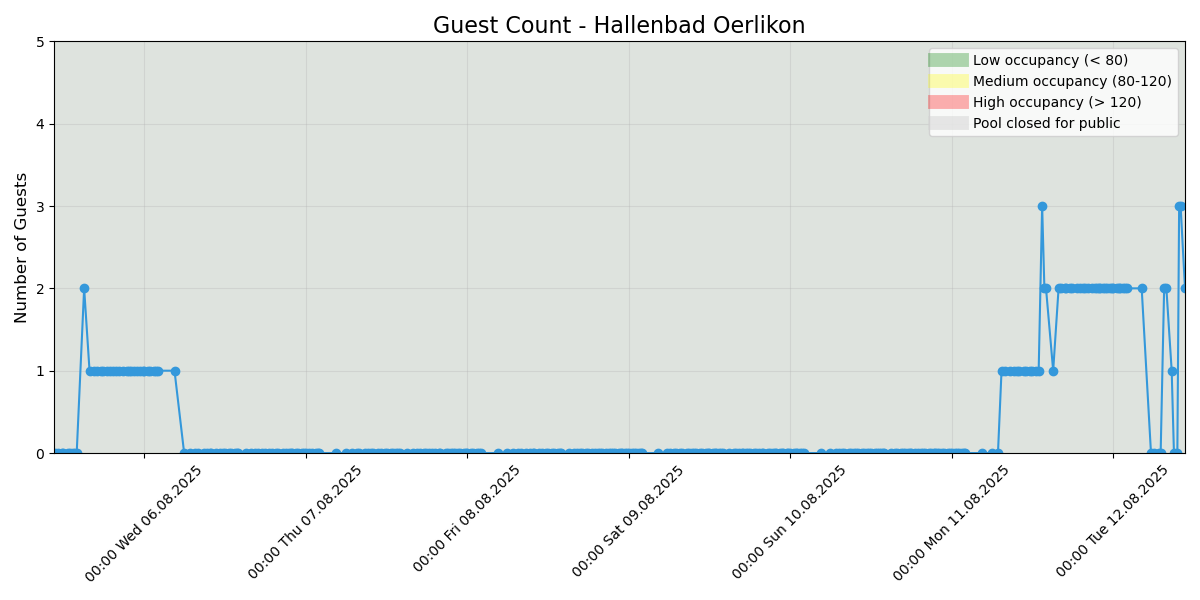 Guest Count - Hallenbad Oerlikon
Number of Guests
5
4
3
2
1
0
Low occupancy (< 80)
Medium occupancy (80-120)
High occupancy (> 120)
Pool closed for public
00:00 Wed 06.08.2025
00:00 Thu 07.08.2025
00:00 Fri 08.08.2025
00:00 Sat 09.08.2025
00:00 Sun 10.08.2025
00:00 Mon 11.08.2025
00:00 Tue 12.08.2025